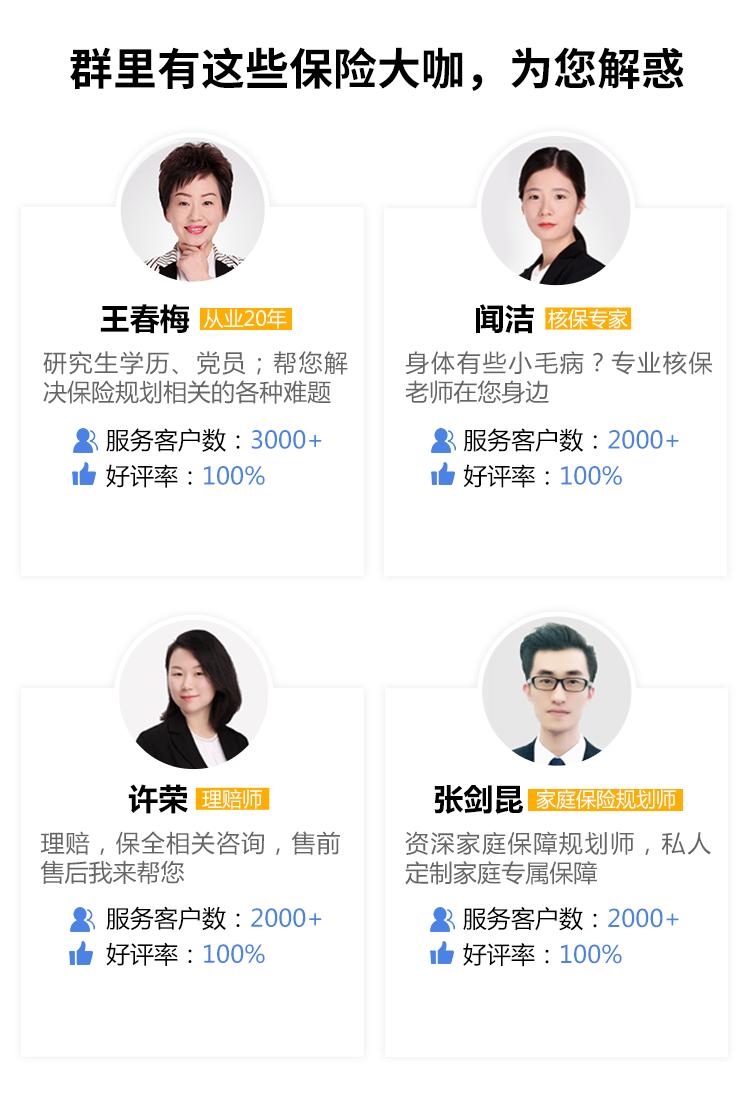 群里有这些保险大咖，为您解惑
王春梅 从业20年
研究生学历、党员；帮您解
决保险规划相关的各种难题
服务客户数：3000+
好评率：100%
闻洁 核保专家
身体有些小毛病？专业核保
老师在您身边
服务客户数：2000+
好评率：100%
许荣 理赔师
理赔，保全相关咨询，售前
售后我来帮您
服务客户数：2000+
好评率：100%
张剑昆 家庭保险规划师
资深家庭保障规划师，私人
定制家庭专属保障
服务客户数：2000+
好评率：100%